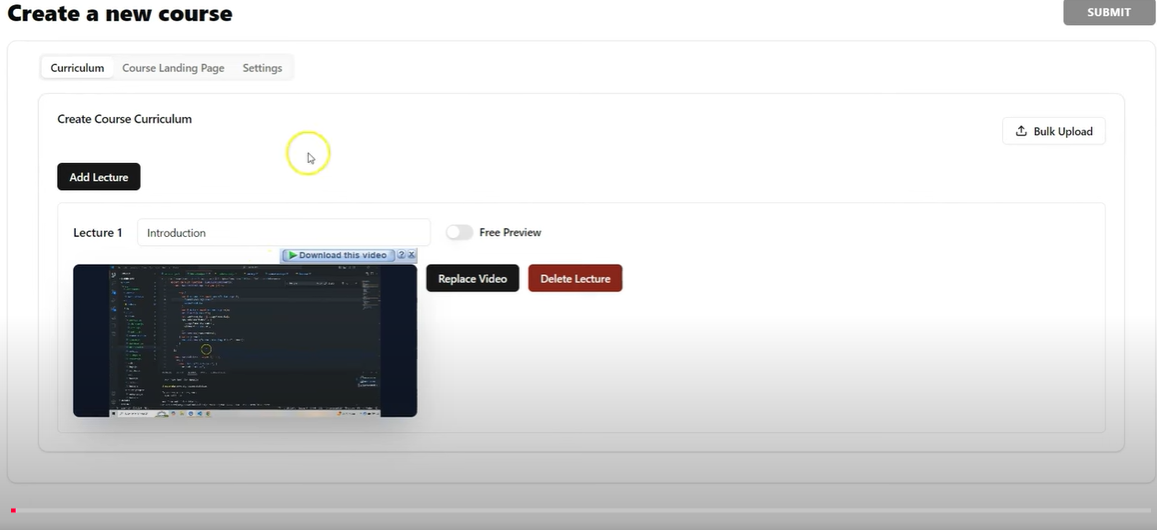 Create a new course
SUBMIT
Curriculum
Course Landing Page
Settings
Create Course Curriculum
Bulk Upload
Add Lecture
Lecture 1
Introduction
Free Preview
Download this video
?
Replace Video
Delete Lecture